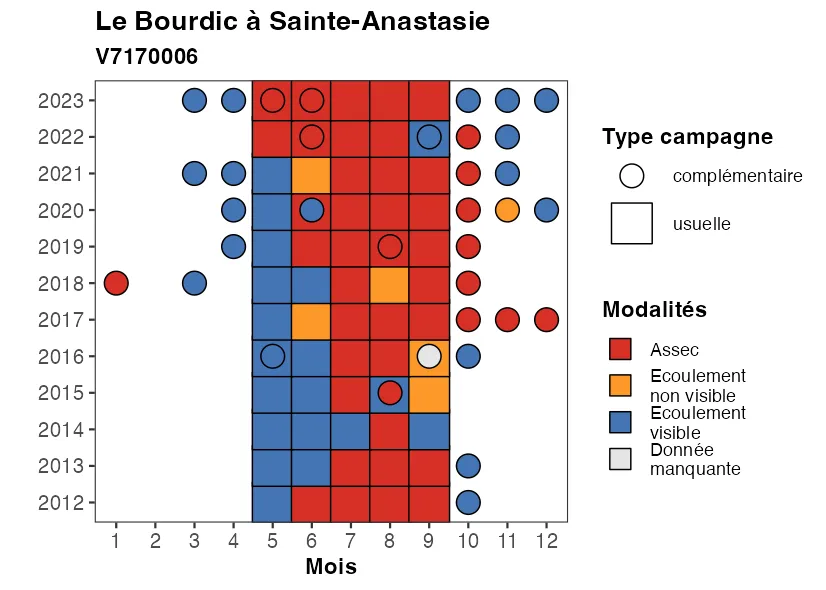 Le Bourdic à Sainte-Anastasie
V7170006
2023
2022
2021
2020
2019
2018
2017
2016
2015
2014
2013
2012
1 2 3 4 5 6 7 8 9 10 11 12
Mois
Type campagne
complémentaire
usuelle
Modalités
Assec
Ecoulement
non visible
Ecoulement
visible
Donnée
manquante